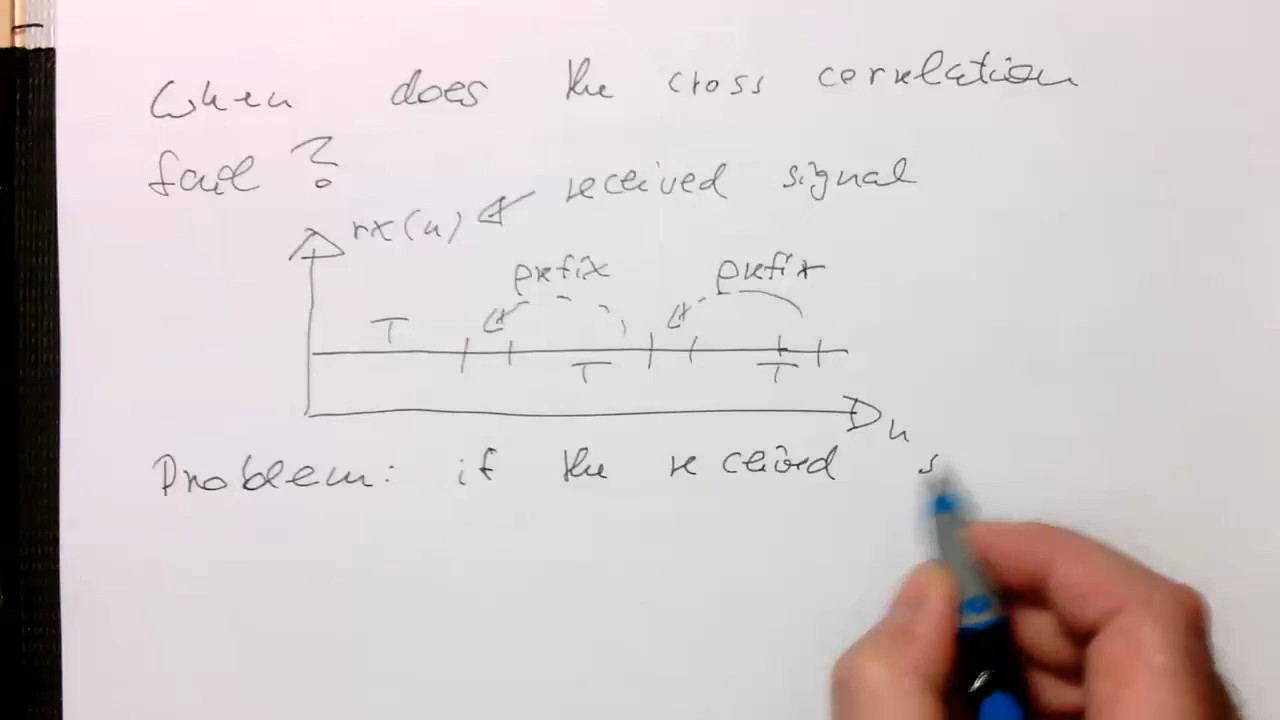 When does the cross correlation
fail ?
received signal
rx(n)
prefix prefix
T
T T
n
Problem: if the received s